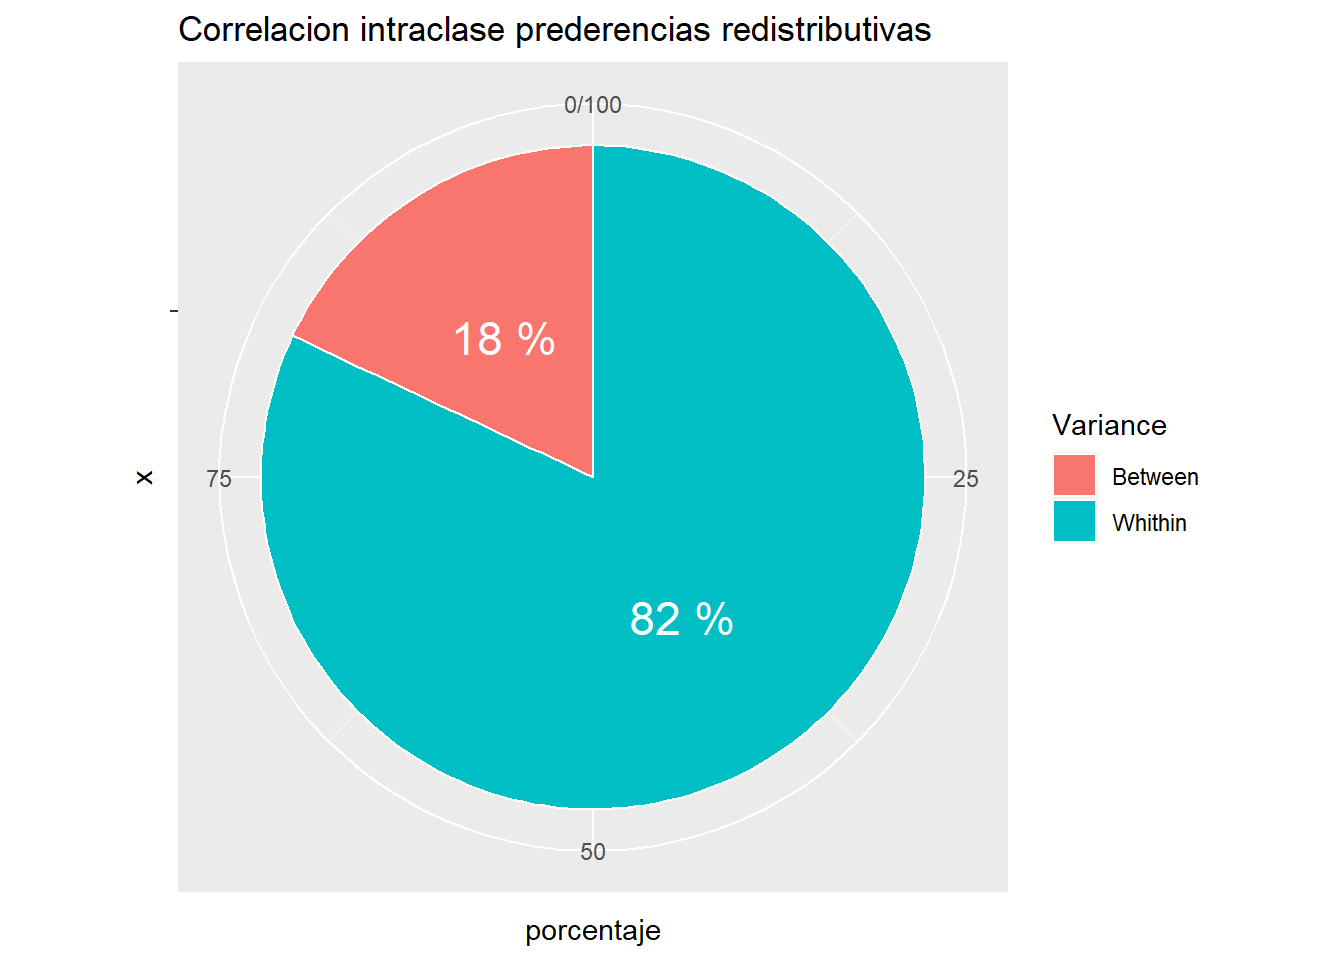 Correlacion intraclase prederencias redistributivas
0/100
18 %
x
75
25
82 %
50
porcentaje
Variance
Between
Whithin